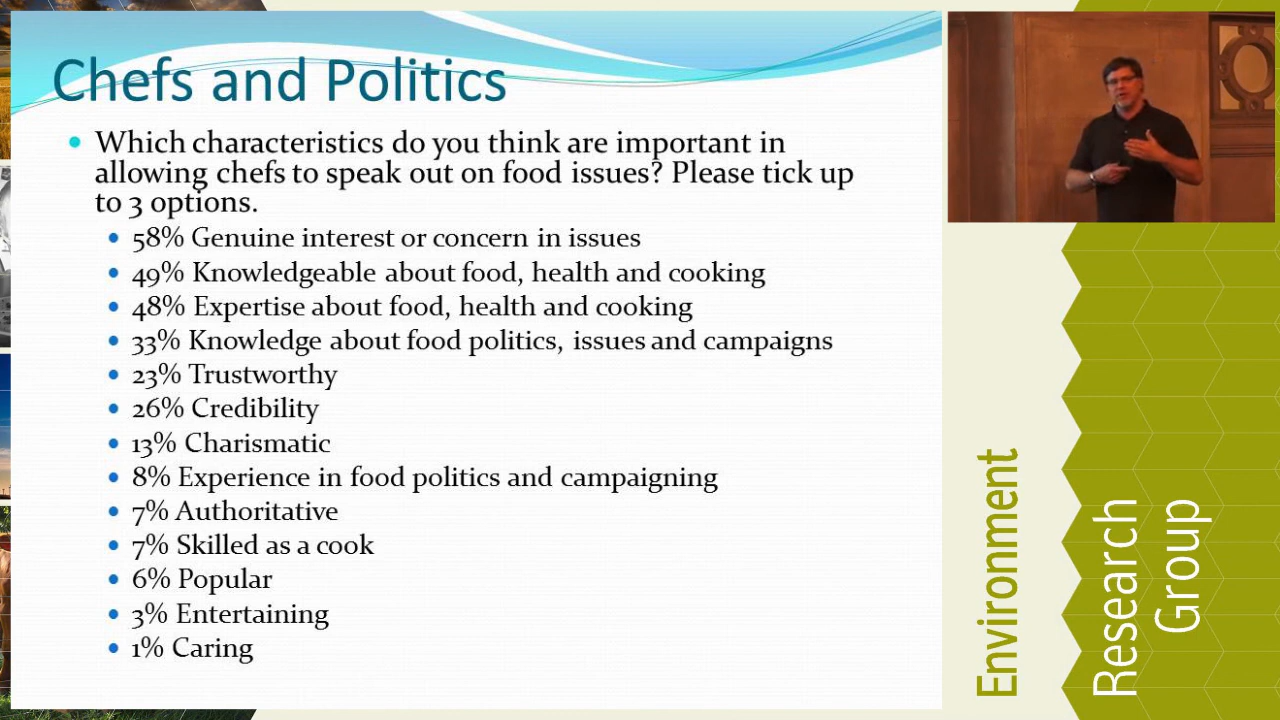 Chefs and Politics
Which characteristics do you think are important in
allowing chefs to speak out on food issues? Please tick up
to 3 options.
58% Genuine interest or concern in issues
49% Knowledgeable about food, health and cooking
48% Expertise about food, health and cooking
33% Knowledge about food politics, issues and campaigns
23% Trustworthy
26% Credibility
13% Charismatic
8% Experience in food politics and campaigning
7% Authoritative
7% Skilled as a cook
6% Popular
3% Entertaining
1% Caring
Environment
Research
Group